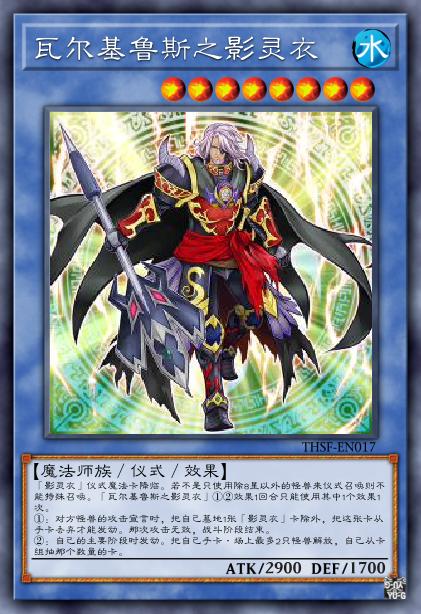 瓦尔基鲁斯之影灵衣
水
THSF-EN017
【魔法师族／仪式／效果】
「影灵衣」仪式魔法卡降临。若不是只使用除8星以外的怪兽来仪式召唤则不
能特殊召唤。「瓦尔基鲁斯之影灵衣」①②效果1回合只能使用其中1个效果1
次。
①：对方怪兽的攻击宣言时，把自己墓地1张「影灵衣」卡除外，把这张卡从
手卡丢弃才能发动。那次攻击无效，战斗阶段结束。
②：自己的主要阶段时发动。把自己手卡·场上最多2只怪兽解放，自己从卡
组抽那个数量的卡。
ATK/2900 DEF/1700